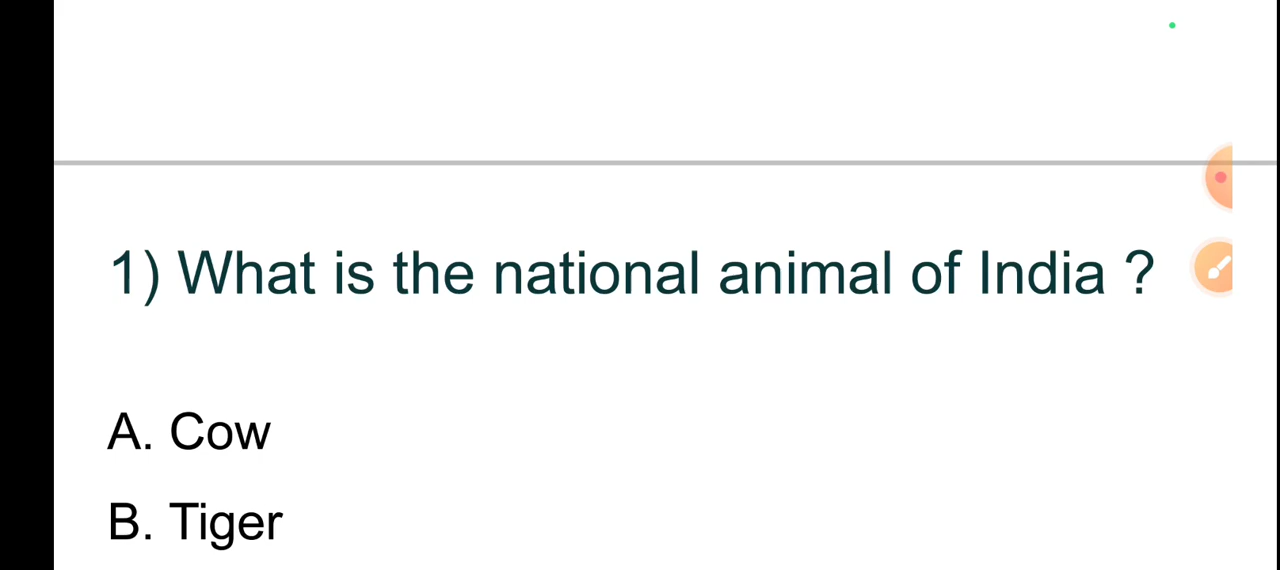 1) What is the national animal of India ?
A. Cow
B. Tiger